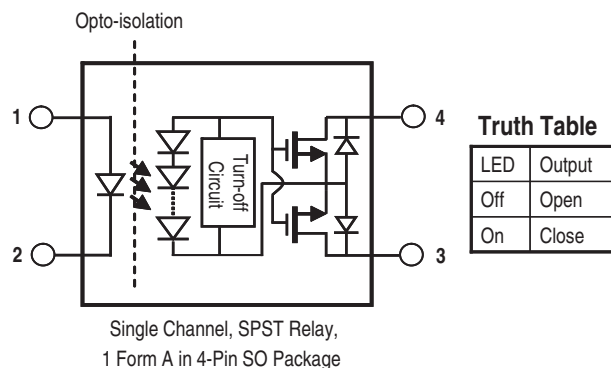 Opto-isolation
1
2
Turn-off
Circuit
4
3
Truth Table
LED Output
Off Open
On Close
Single Channel, SPST Relay,
1 Form A in 4-Pin SO Package